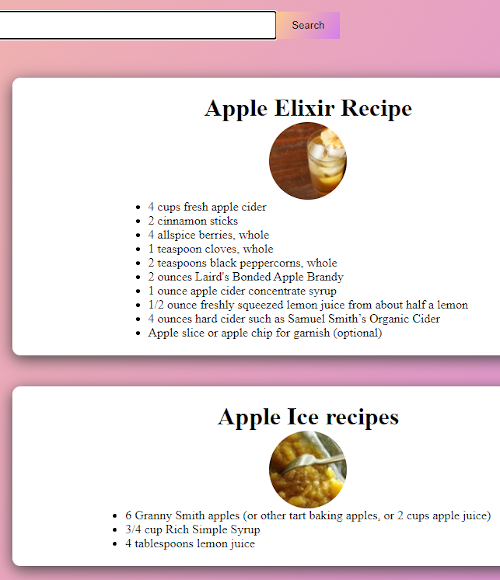 Search
Apple Elixir Recipe
4 cups fresh apple cider
2 cinnamon sticks
4 allspice berries, whole
1 teaspoon cloves, whole
2 teaspoons black peppercorns, whole
2 ounces Laird's Bonded Apple Brandy
1 ounce apple cider concentrate syrup
1/2 ounce freshly squeezed lemon juice from about half a lemon
4 ounces hard cider such as Samuel Smith’s Organic Cider
Apple slice or apple chip for garnish (optional)
Apple Ice recipes
6 Granny Smith apples (or other tart baking apples, or 2 cups apple juice)
3/4 cup Rich Simple Syrup
4 tablespoons lemon juice